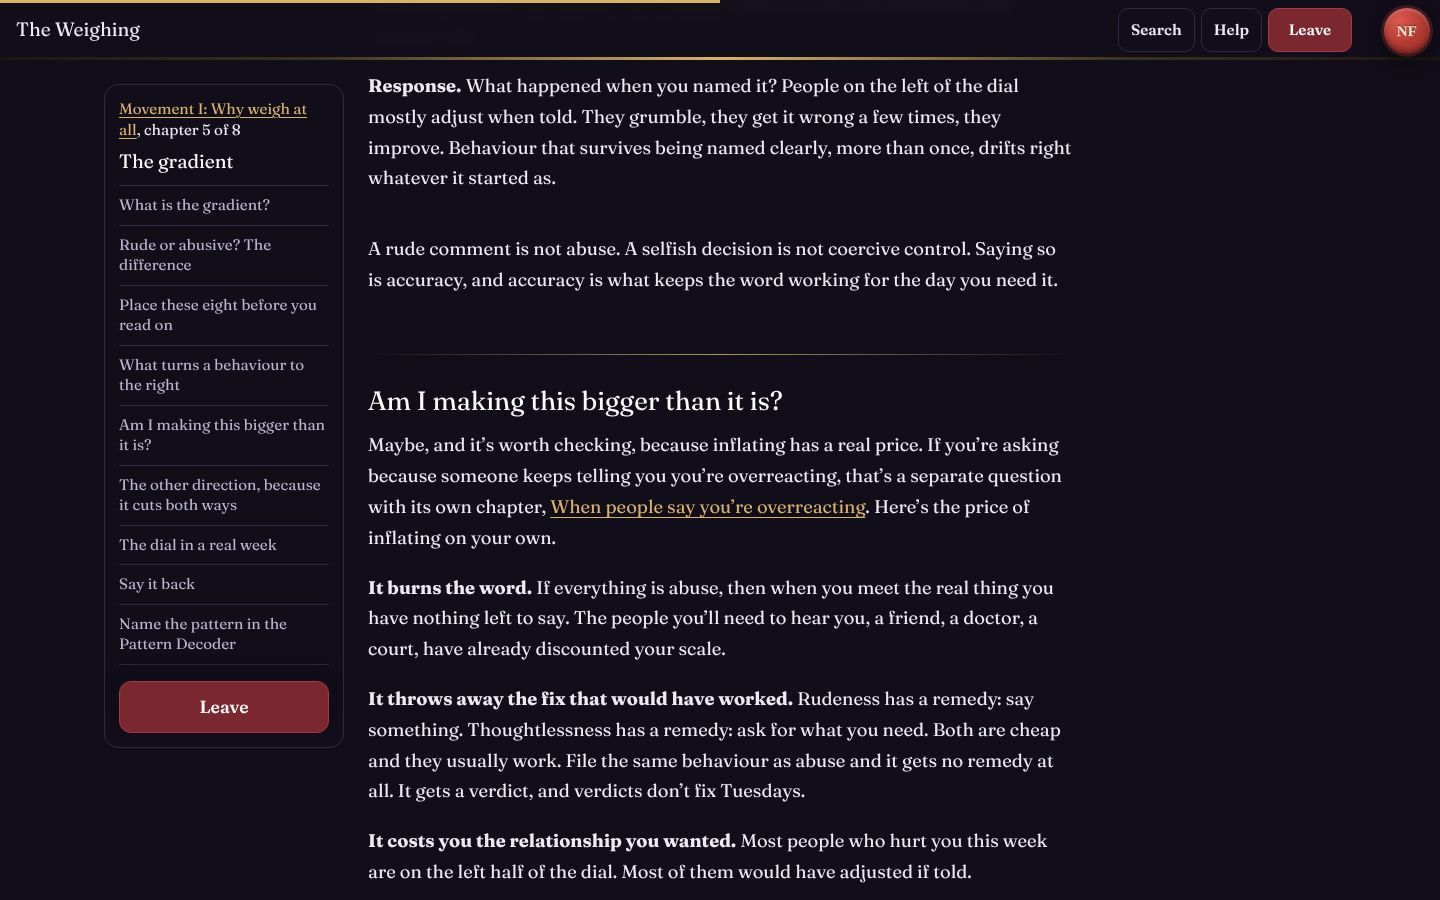 The Weighing
Search
Help
Leave
NF
Movement I: Why weigh at
all, chapter 5 of 8
The gradient
What is the gradient?
Rude or abusive? The
difference
Place these eight before you
read on
What turns a behaviour to
the right
Am I making this bigger than
it is?
The other direction, because
it cuts both ways
The dial in a real week
Say it back
Name the pattern in the
Pattern Decoder
Leave
Response. What happened when you named it? People on the left of the dial
mostly adjust when told. They grumble, they get it wrong a few times, they
improve. Behaviour that survives being named clearly, more than once, drifts right
whatever it started as.
A rude comment is not abuse. A selfish decision is not coercive control. Saying so
is accuracy, and accuracy is what keeps the word working for the day you need it.
Am I making this bigger than it is?
Maybe, and it’s worth checking, because inflating has a real price. If you’re asking
because someone keeps telling you you’re overreacting, that’s a separate question
with its own chapter, When people say you’re overreacting. Here’s the price of
inflating on your own.
It burns the word. If everything is abuse, then when you meet the real thing you
have nothing left to say. The people you’ll need to hear you, a friend, a doctor, a
court, have already discounted your scale.
It throws away the fix that would have worked. Rudeness has a remedy: say
something. Thoughtlessness has a remedy: ask for what you need. Both are cheap
and they usually work. File the same behaviour as abuse and it gets no remedy at
all. It gets a verdict, and verdicts don’t fix Tuesdays.
It costs you the relationship you wanted. Most people who hurt you this week
are on the left half of the dial. Most of them would have adjusted if told.